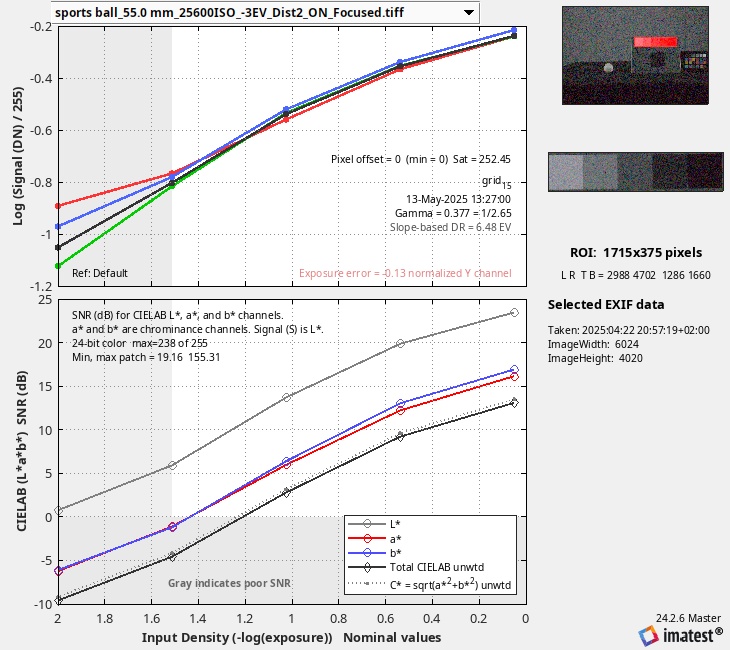 sports ball_55.0 mm_25600ISO_-3EV_Dist2_ON_Focused.tiff
-0.2
-0.4
-0.6
-0.8
-1
-1.2
Log (Signal (DN) / 255)
Pixel offset = 0 (min = 0) Sat = 252.45
grid_15
13-May-2025 13:27:00
Gamma = 0.377 = 1/2.65
Slope-based DR = 6.48 EV
Ref: Default
Exposure error = -0.13 normalized Y channel
ROI: 1715x375 pixels
L R T B = 2988 4702 1286 1660
Selected EXIF data
Taken: 2025:04:22 20:57:19+02:00
ImageWidth: 6024
ImageHeight: 4020
25
20
15
10
5
0
-5
-10
CIELAB (L*a*b*) SNR (dB)
SNR (dB) for CIELAB L*, a*, and b* channels.
a* and b* are chrominance channels. Signal (S) is L*.
24-bit color max=238 of 255
Min, max patch = 19.16 155.31
L*
a*
b*
Total CIELAB unwtd
C* = sqrt(a*²+b*²) unwtd
Gray indicates poor SNR
2 1.8 1.6 1.4 1.2 1 0.8 0.6 0.4 0.2 0
Input Density (-log(exposure)) Nominal values
24.2.6 Master
imatest®